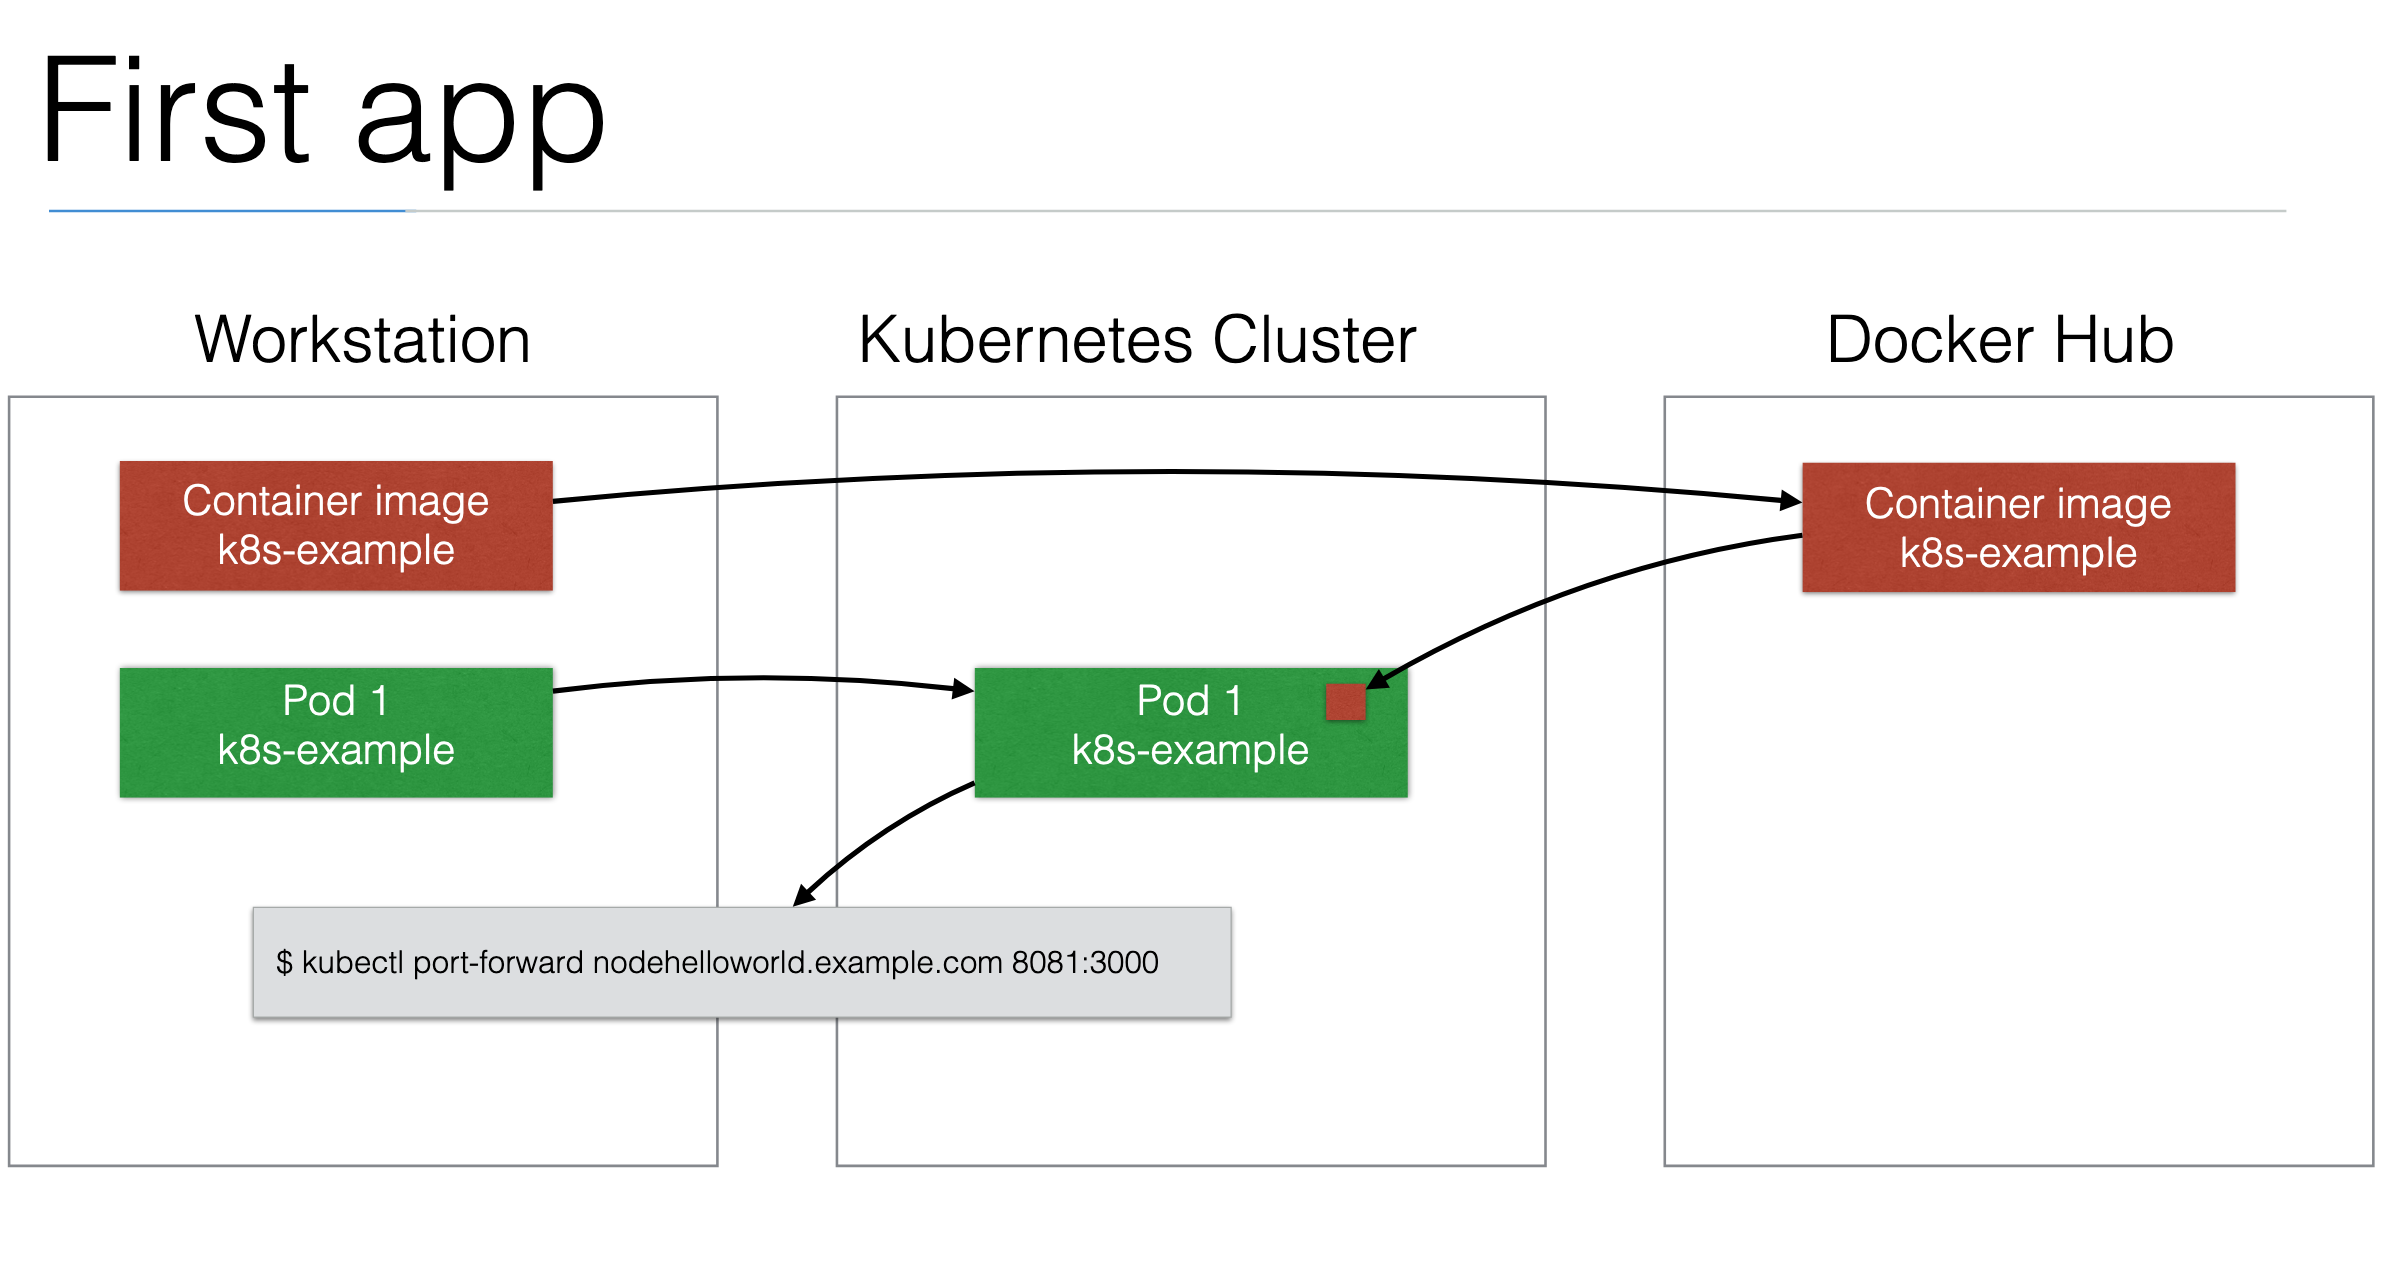 First app
Workstation
Kubernetes Cluster
Docker Hub
Container image
k8s-example
Container image
k8s-example
Pod 1
k8s-example
Pod 1
k8s-example
$ kubectl port-forward nodehelloworld.example.com 8081:3000